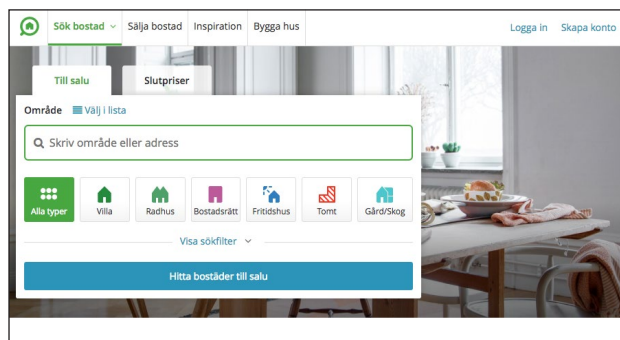 Sök bostad Sälja bostad Inspiration Bygga hus Logga in Skapa konto
Till salu Slutpriser
Område Välj i lista
Skriv område eller adress
Alla typer Villa Radhus Bostadsrätt Fritidshus Tomt Gård/Skog
Visa sökfilter
Hitta bostäder till salu